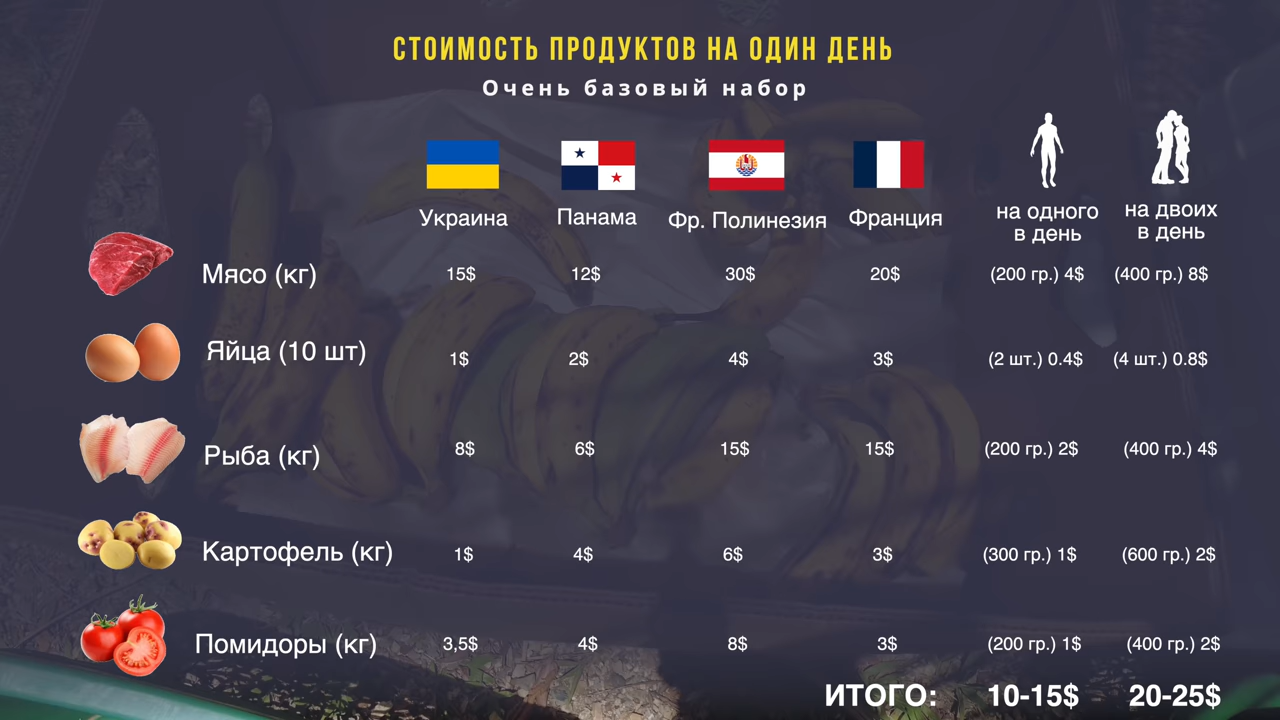 СТОИМОСТЬ ПРОДУКТОВ НА ОДИН ДЕНЬ
Очень базовый набор
Украина Панама Фр. Полинезия Франция на одного в день на двоих в день
Мясо (кг) 15$ 12$ 30$ 20$ (200 гр.) 4$ (400 гр.) 8$
Яйца (10 шт) 1$ 2$ 4$ 3$ (2 шт.) 0.4$ (4 шт.) 0.8$
Рыба (кг) 8$ 6$ 15$ 15$ (200 гр.) 2$ (400 гр.) 4$
Картофель (кг) 1$ 4$ 6$ 3$ (300 гр.) 1$ (600 гр.) 2$
Помидоры (кг) 3,5$ 4$ 8$ 3$ (200 гр.) 1$ (400 гр.) 2$
ИТОГО: 10-15$ 20-25$